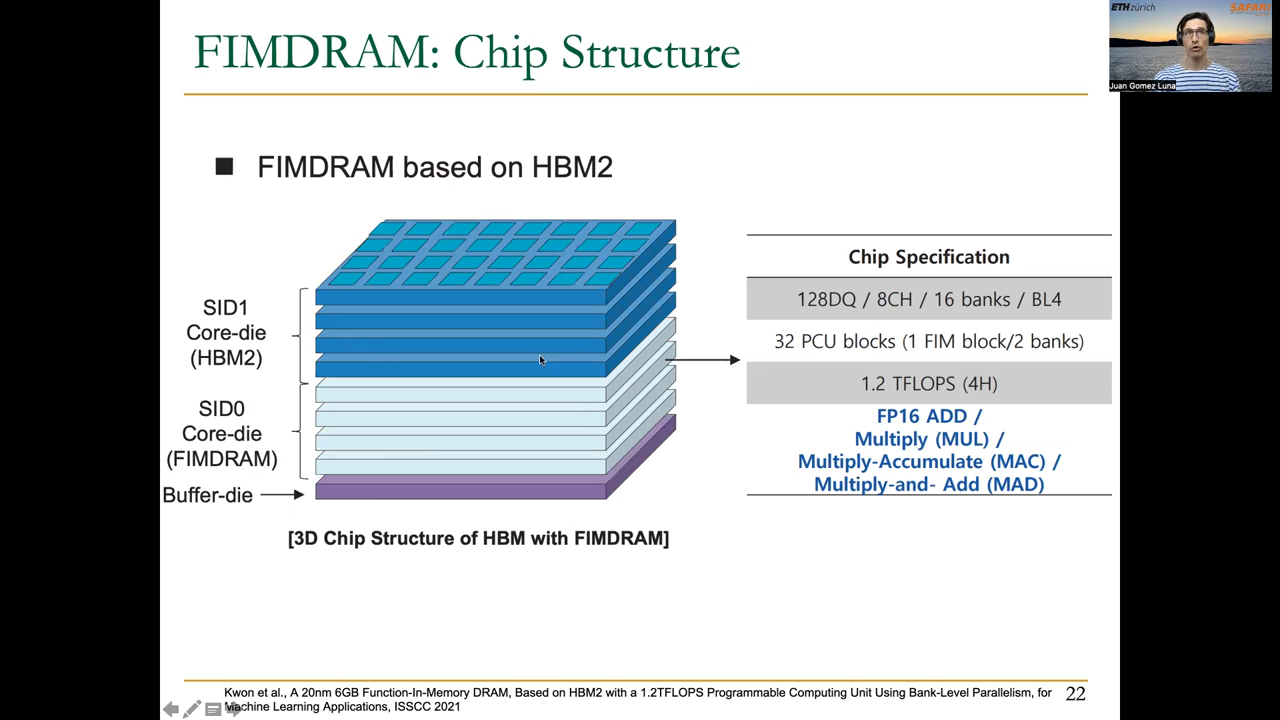 FIMDRAM: Chip Structure
ETH zürich
SAFARI
Juan Gomez Luna
■ FIMDRAM based on HBM2
SID1
Core-die
(HBM2)
SID0
Core-die
(FIMDRAM)
Buffer-die
[3D Chip Structure of HBM with FIMDRAM]
Chip Specification
128DQ / 8CH / 16 banks / BL4
32 PCU blocks (1 FIM block/2 banks)
1.2 TFLOPS (4H)
FP16 ADD /
Multiply (MUL) /
Multiply-Accumulate (MAC) /
Multiply-and- Add (MAD)
Kwon et al., A 20nm 6GB Function-In-Memory DRAM, Based on HBM2 with a 1.2TFLOPS Programmable Computing Unit Using Bank-Level Parallelism, for
Machine Learning Applications, ISSCC 2021
22